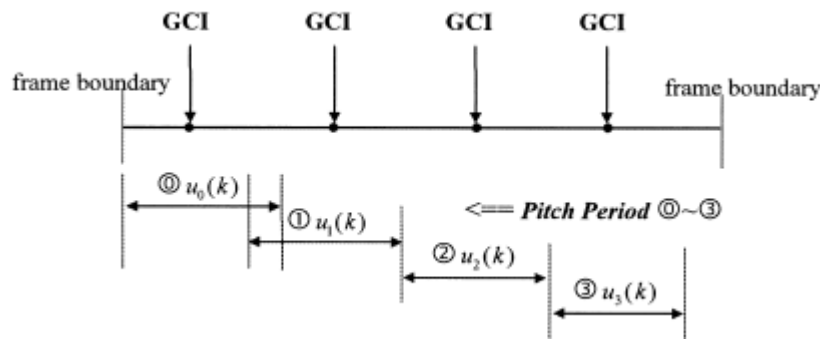 GCI GCI GCI GCI
frame boundary frame boundary
⓪ u₀(k)
① u₁(k) <== Pitch Period ⓪~③
② u₂(k)
③ u₃(k)